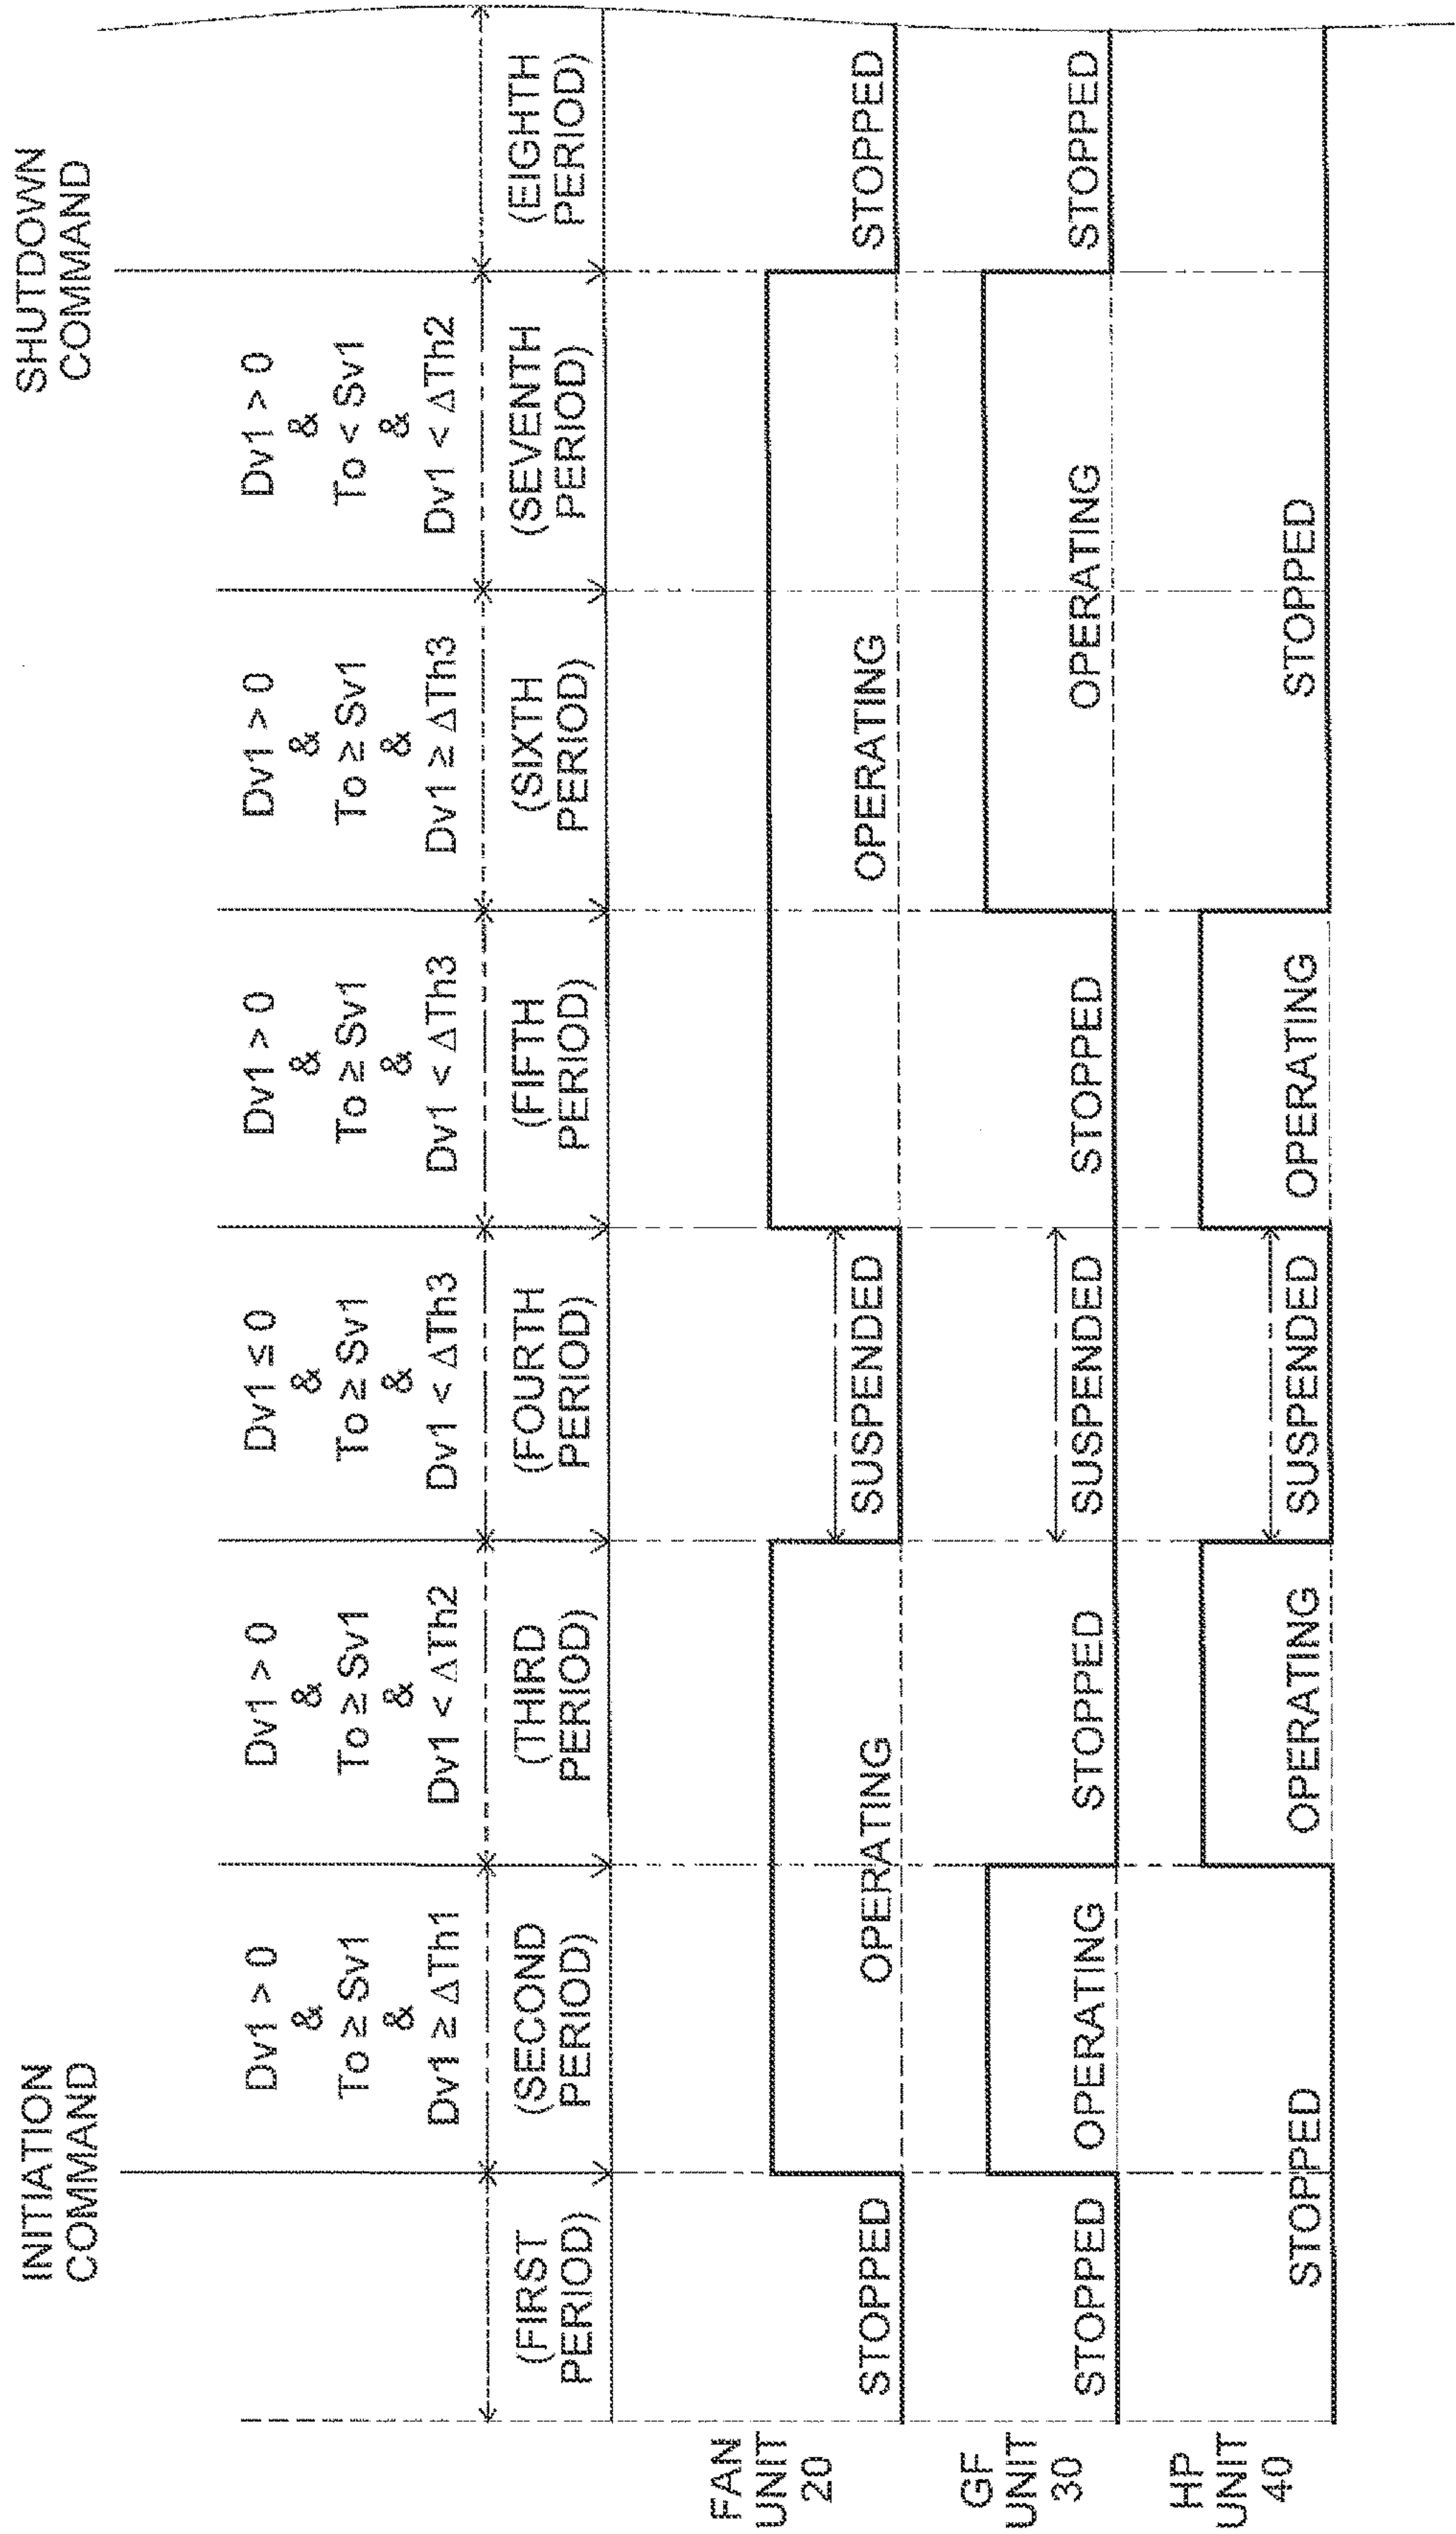 INITIATION
COMMAND
SHUTDOWN
COMMAND
Dv1 > 0
&
To ≥ Sv1
&
Dv1 ≥ ΔTh1
Dv1 > 0
&
To ≥ Sv1
&
Dv1 < ΔTh2
Dv1 ≤ 0
&
To ≥ Sv1
&
Dv1 < ΔTh3
Dv1 > 0
&
To ≥ Sv1
&
Dv1 < ΔTh3
Dv1 > 0
&
To ≥ Sv1
&
Dv1 ≥ ΔTh3
Dv1 > 0
&
To < Sv1
&
Dv1 < ΔTh2
(FIRST
PERIOD)
(SECOND
PERIOD)
(THIRD
PERIOD)
(FOURTH
PERIOD)
(FIFTH
PERIOD)
(SIXTH
PERIOD)
(SEVENTH
PERIOD)
(EIGHTH
PERIOD)
FAN
UNIT
20
STOPPED
OPERATING
SUSPENDED
OPERATING
STOPPED
GF
UNIT
30
STOPPED
OPERATING
STOPPED
SUSPENDED
STOPPED
OPERATING
STOPPED
HP
UNIT
40
STOPPED
OPERATING
SUSPENDED
OPERATING
STOPPED